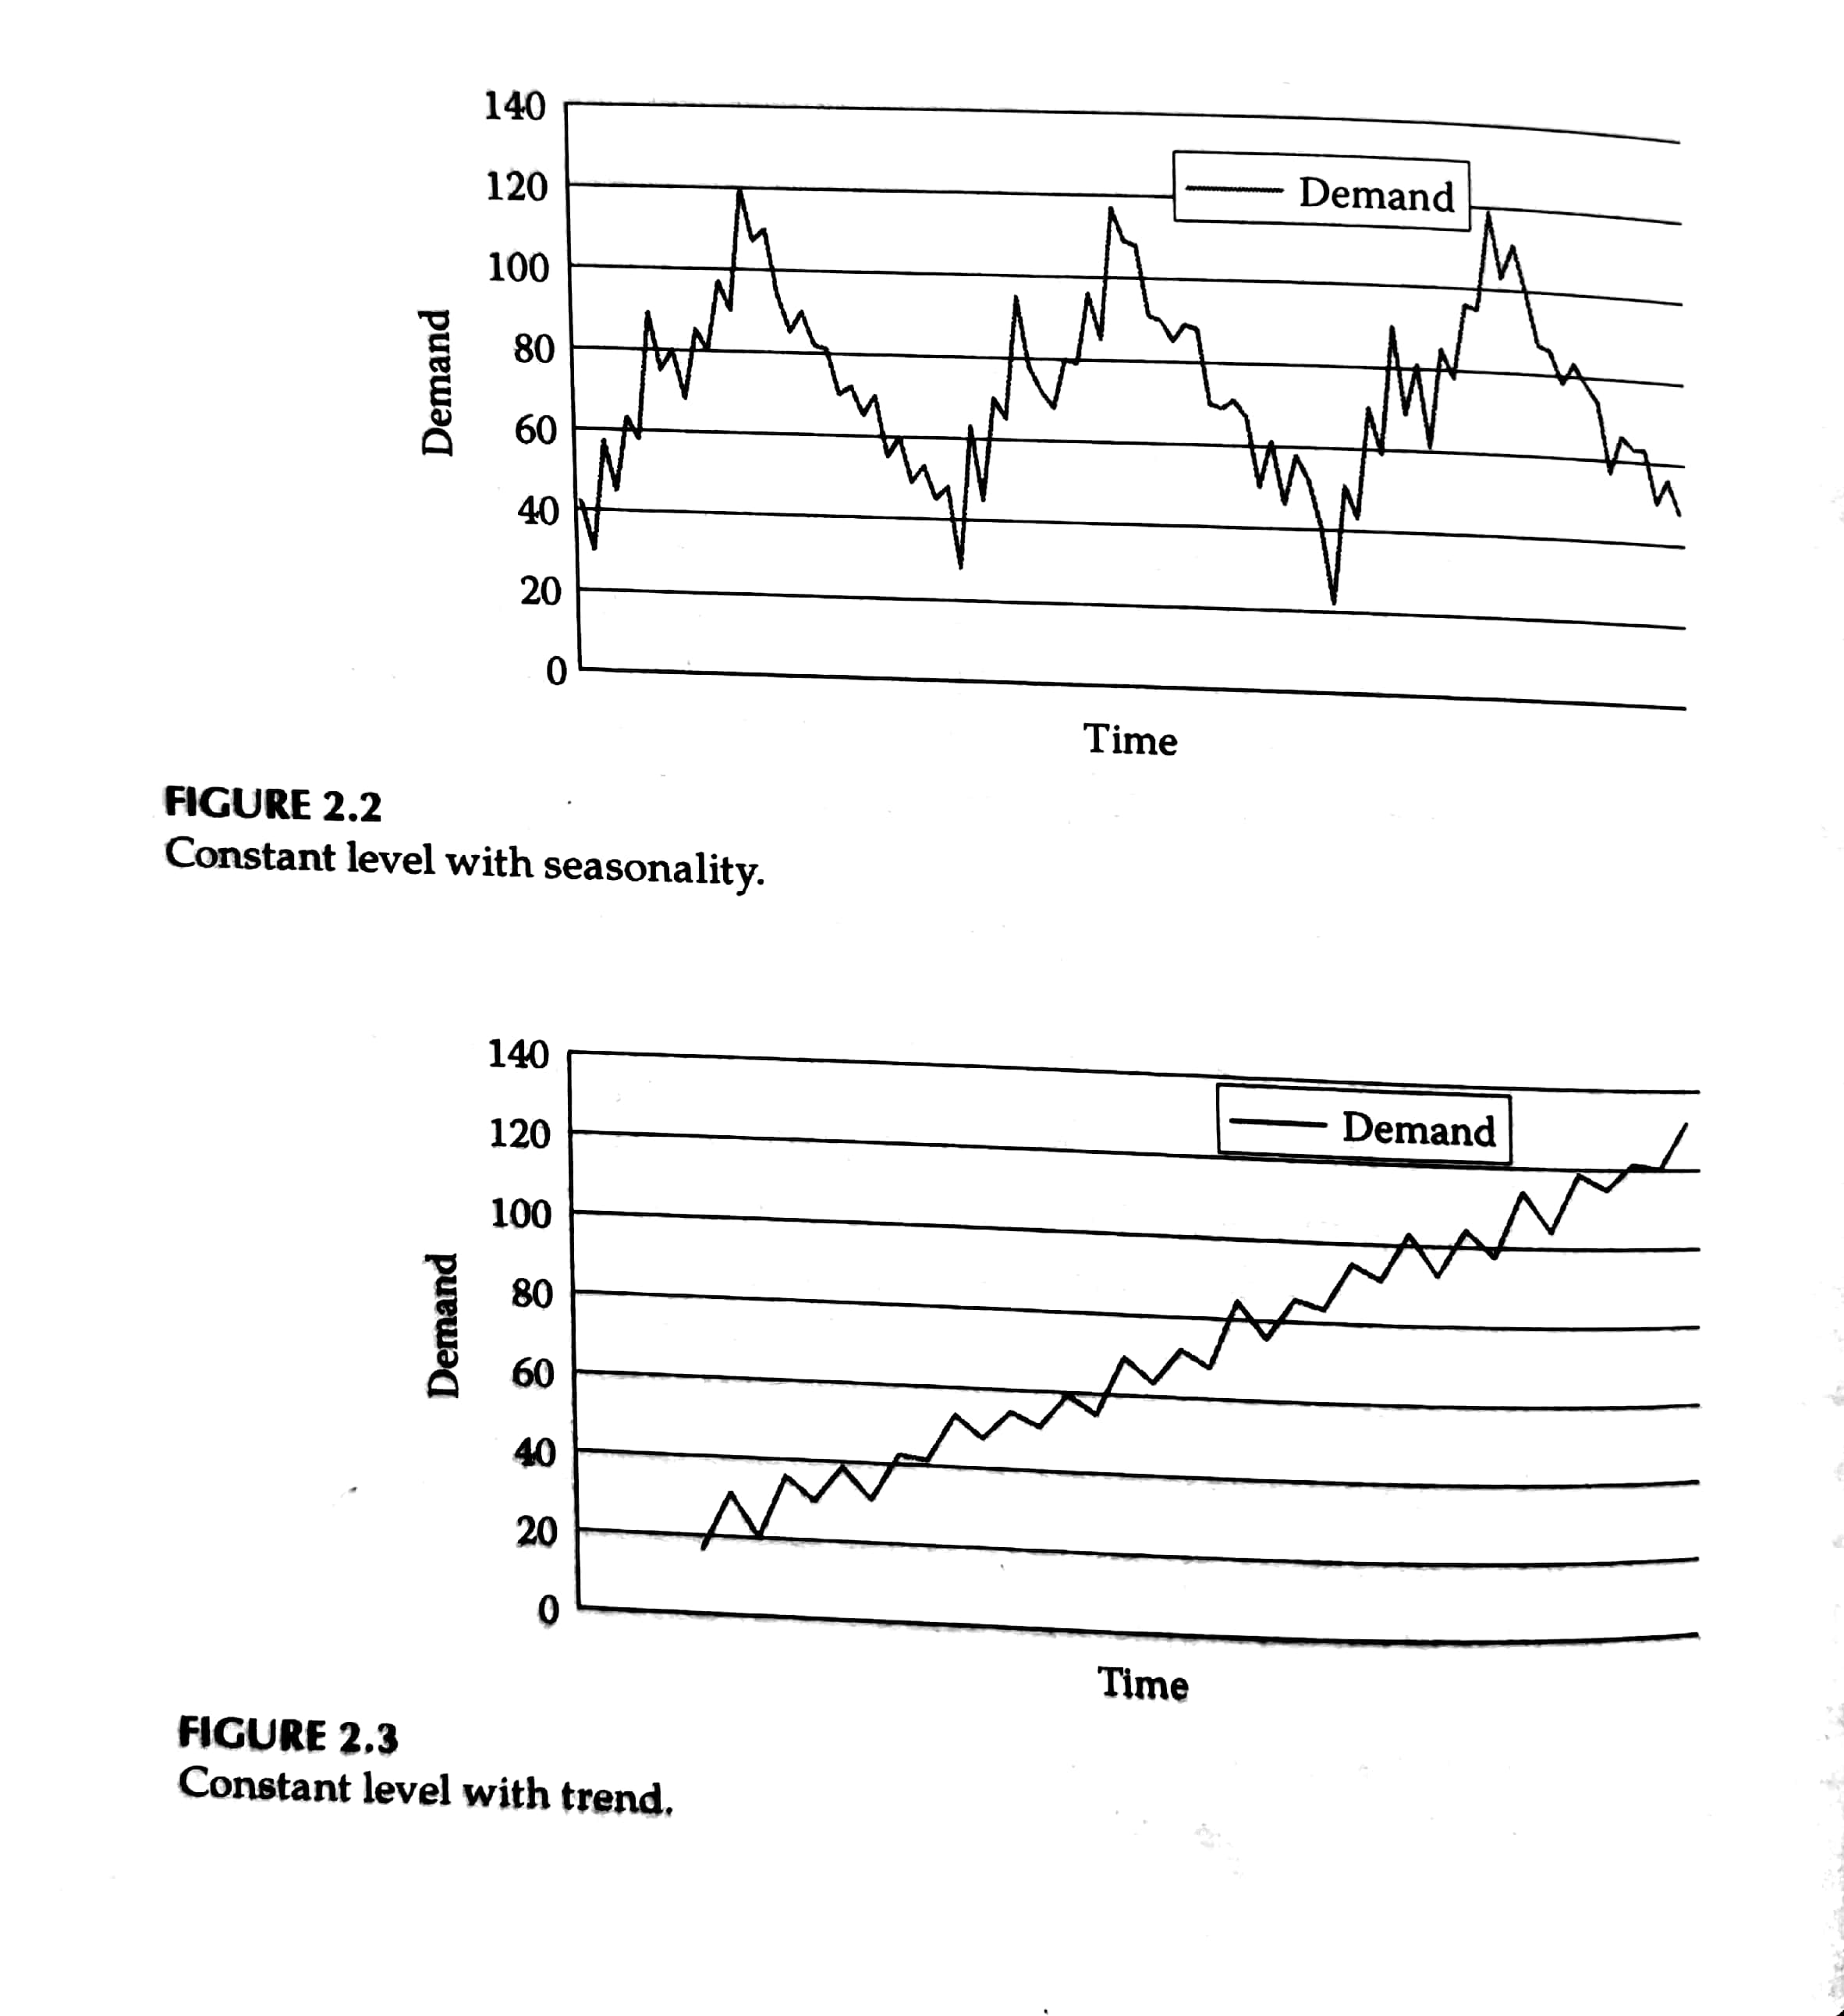 140
120
100
80
60
40
20
0
Demand
Demand
Time
FIGURE 2.2
Constant level with seasonality.
140
120
100
80
60
40
20
0
Demand
Demand
Time
FIGURE 2.3
Constant level with trend.